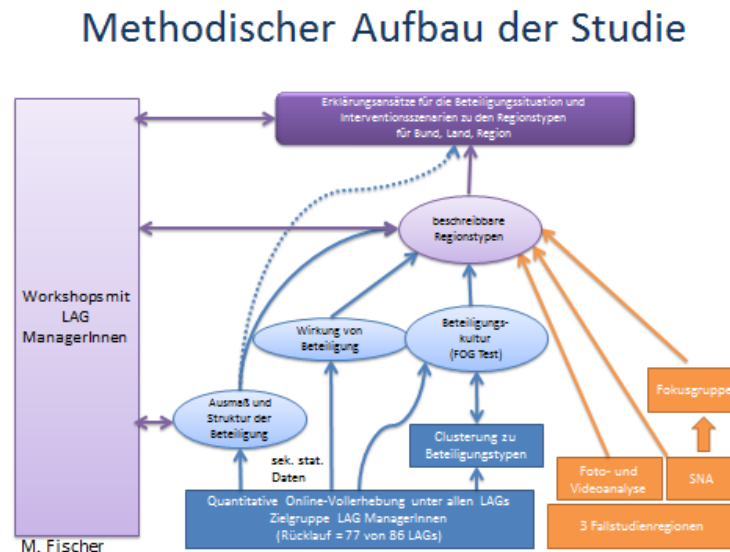 Methodischer Aufbau der Studie
Erklärungsansätze für die Beteiligungssituation und
Interventionsszenarien zu den Regionstypen
für Bund, Land, Region
beschreibbare
Regionstypen
Workshops mit
LAG
ManagerInnen
Wirkung von
Beteiligung
Beteiligungs-
kultur
(FOG Test)
Fokusgruppe
Ausmaß und
Struktur der
Beteiligung
Clusterung zu
Beteiligungstypen
sek. stat.
Daten
Foto- und
Videoanalyse
SNA
Quantitative Online-Vollerhebung unter allen LAGs
Zielgruppe LAG ManagerInnen
(Rücklauf = 77 von 86 LAGs)
3 Fallstudienregionen
M. Fischer